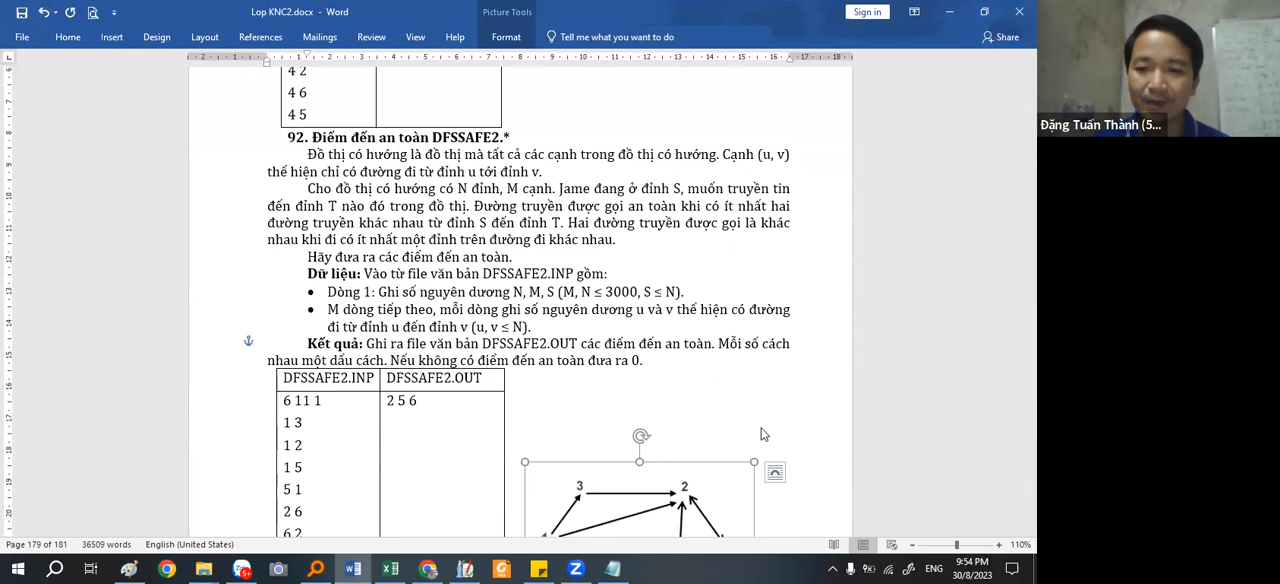 Lop KNC2.docx - Word
Picture Tools
Sign in
File
Home
Insert
Design
Layout
References
Mailings
Review
View
Help
Format
Tell me what you want to do
Share
Đặng Tuấn Thành (5...
4 2
4 6
4 5
92. Điểm đến an toàn DFSSAFE2.*
Đồ thị có hướng là đồ thị mà tất cả các cạnh trong đồ thị có hướng. Cạnh (u, v)
thể hiện chỉ có đường đi từ đỉnh u tới đỉnh v.
Cho đồ thị có hướng có N đỉnh, M cạnh. Jame đang ở đỉnh S, muốn truyền tin
đến đỉnh T nào đó trong đồ thị. Đường truyền được gọi an toàn khi có ít nhất hai
đường truyền khác nhau từ đỉnh S đến đỉnh T. Hai đường truyền được gọi là khác
nhau khi đi có ít nhất một đỉnh trên đường đi khác nhau.
Hãy đưa ra các điểm đến an toàn.
Dữ liệu: Vào từ file văn bản DFSSAFE2.INP gồm:
• Dòng 1: Ghi số nguyên dương N, M, S (M, N ≤ 3000, S ≤ N).
• M dòng tiếp theo, mỗi dòng ghi số nguyên dương u và v thể hiện có đường
đi từ đỉnh u đến đỉnh v (u, v ≤ N).
Kết quả: Ghi ra file văn bản DFSSAFE2.OUT các điểm đến an toàn. Mỗi số cách
nhau một dấu cách. Nếu không có điểm đến an toàn đưa ra 0.
DFSSAFE2.INP
DFSSAFE2.OUT
6 11 1
2 5 6
1 3
1 2
1 5
5 1
2 6
6 2
3
2
Page 179 of 181
36509 words
English (United States)
110%
ENG
9:54 PM
30/8/2023